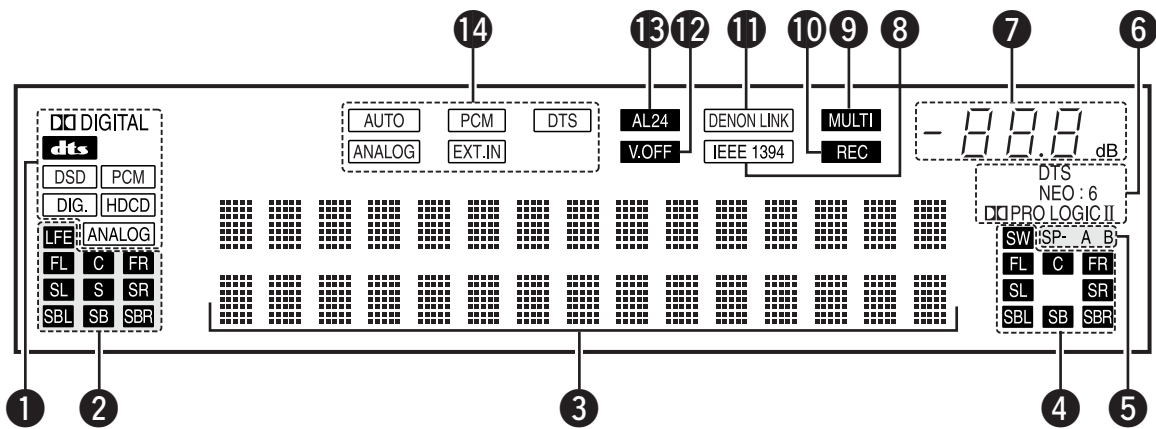 14 13 12 11 10 9 8 7 6
DIGITAL
dts
DSD PCM
DIG. HDCD
LFE ANALOG
FL C FR
SL S SR
SBL SB SBR
AUTO PCM DTS
ANALOG EXT.IN
AL24 DENON LINK MULTI
V.OFF IEEE 1394 REC
-88.8 dB
DTS
NEO : 6
PRO LOGIC II
SW SP- A B
FL C FR
SL SR
SBL SB SBR
1 2 3 4 5